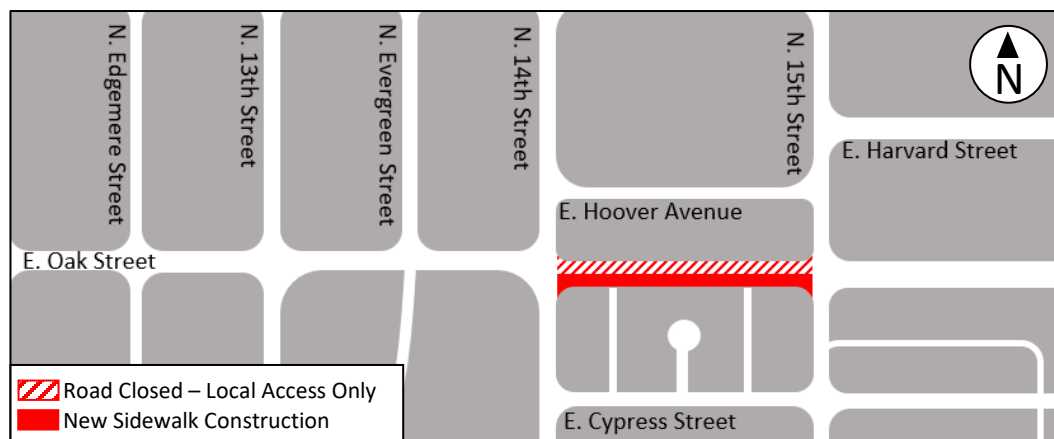 N. Edgemere Street
N. 13th Street
N. Evergreen Street
N. 14th Street
N. 15th Street
N
E. Harvard Street
E. Hoover Avenue
E. Oak Street
Road Closed – Local Access Only
New Sidewalk Construction
E. Cypress Street